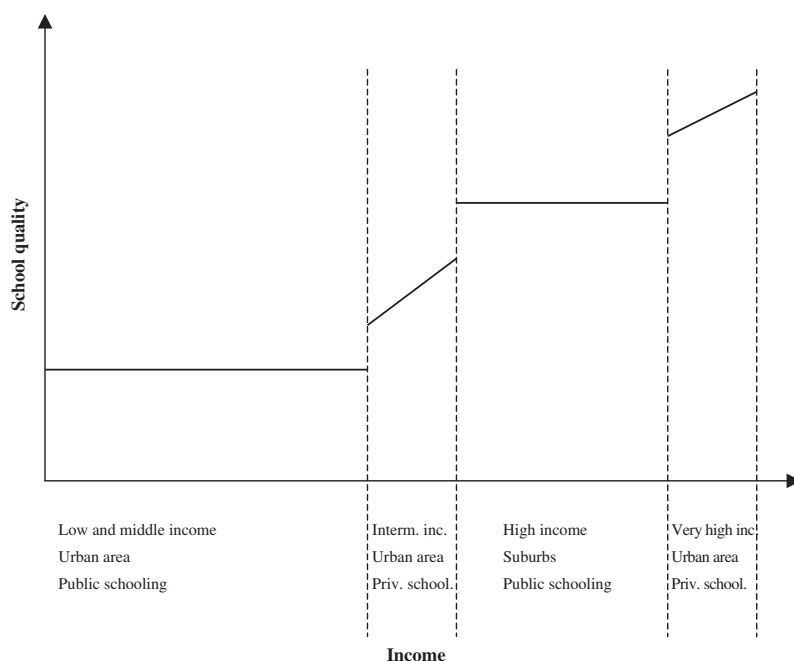 School quality
Low and middle income
Urban area
Public schooling
Interm. inc.
Urban area
Priv. school.
High income
Suburbs
Public schooling
Very high inc
Urban area
Priv. school.
Income